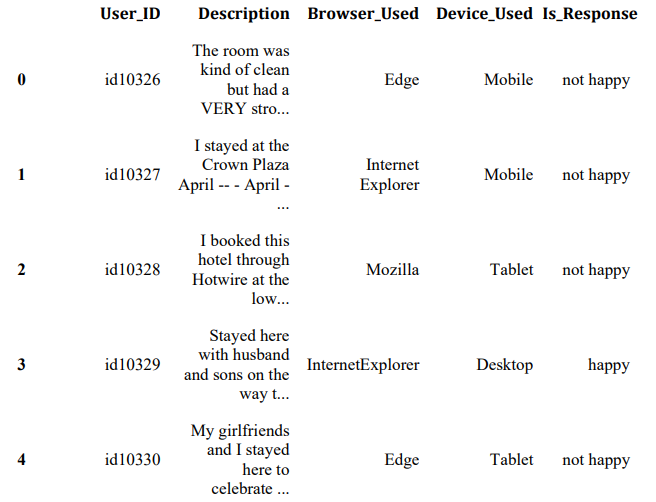 User_ID Description Browser_Used Device_Used Is_Response
The room was
kind of clean
0 id10326 but had a Edge Mobile not happy
VERY stro...
I stayed at the
Crown Plaza Internet
1 id10327 April -- - April - Explorer Mobile not happy
...
I booked this
hotel through
2 id10328 Hotwire at the Mozilla Tablet not happy
low...
Stayed here
with husband
3 id10329 and sons on the InternetExplorer Desktop happy
way t...
My girlfriends
and I stayed
4 id10330 here to Edge Tablet not happy
celebrate ...